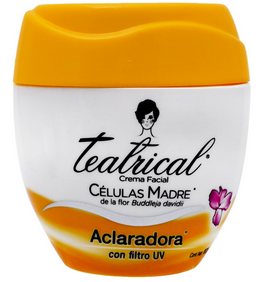 Teatrical®
Crema Facial
CÉLULAS MADRE*
de la flor Buddleja davidii
Aclaradora*
con filtro UV